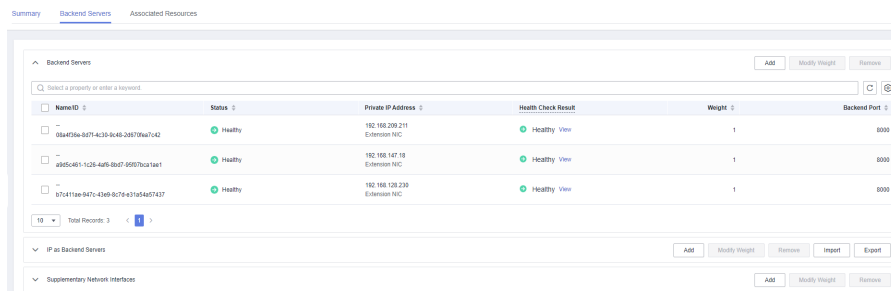 Summary Backend Servers Associated Resources
Backend Servers Add Modify Weight Remove
Select a property or enter a keyword.
Name/ID Status Private IP Address Health Check Result Weight Backend Port
-- Healthy 192.168.209.211 Healthy View 1 8000
08a4f36e-8d7f-4c30-9c48-2d670fea7c42 Extension NIC
-- Healthy 192.168.147.18 Healthy View 1 8000
a9d5c461-1c26-4af6-8bd7-95f07bca1ae1 Extension NIC
-- Healthy 192.168.128.230 Healthy View 1 8000
b7c411ae-947c-43e9-8c7d-e31a54a57437 Extension NIC
10 Total Records: 3 < 1 >
IP as Backend Servers Add Modify Weight Remove Import Export
Supplementary Network Interfaces Add Modify Weight Remove